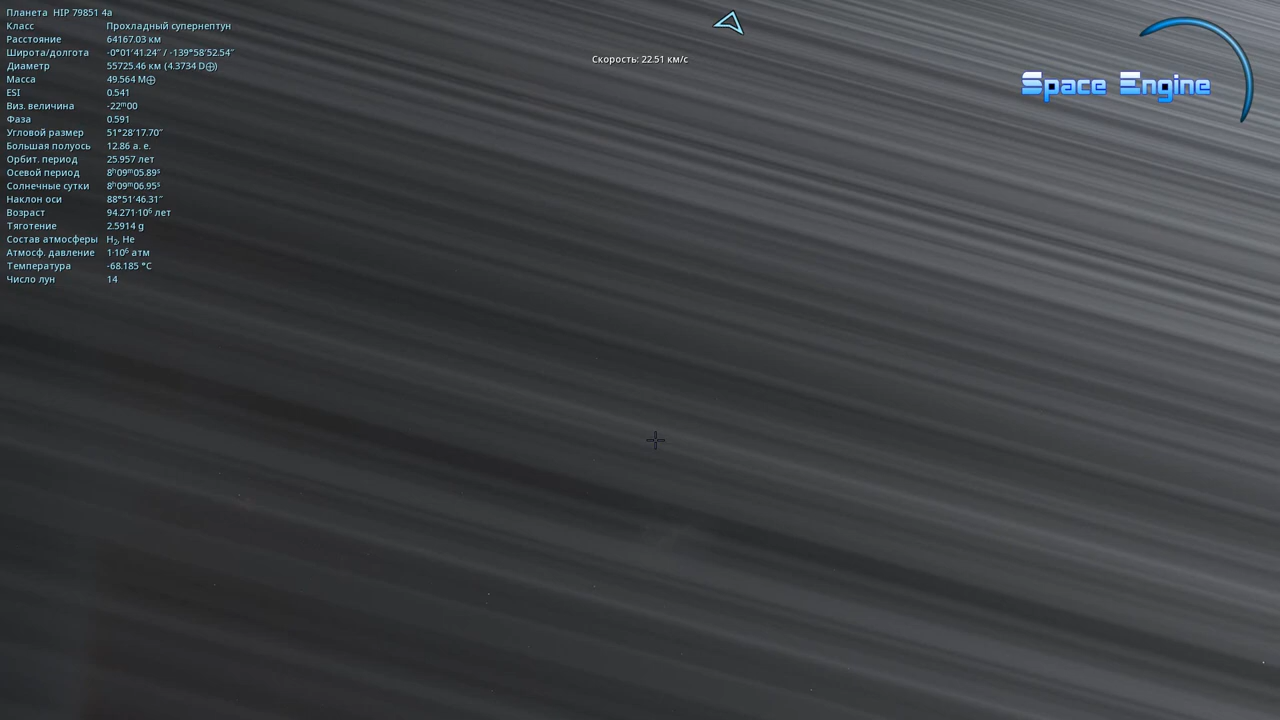 Планета HIP 79851 4a
Класс Прохладный супернептун
Расстояние 64167.03 км
Широта/долгота -0°01′41.24″ / -139°58′52.54″
Диаметр 55725.46 км (4.3734 D⊕)
Масса 49.564 M⊕
ESI 0.541
Виз. величина -22ᵐ00
Фаза 0.591
Угловой размер 51°28′17.70″
Большая полуось 12.86 а. е.
Орбит. период 25.957 лет
Осевой период 8ʰ09ᵐ05.89ˢ
Солнечные сутки 8ʰ09ᵐ06.95ˢ
Наклон оси 88°51′46.31″
Возраст 94.271·10⁶ лет
Тяготение 2.5914 g
Состав атмосферы H₂, He
Атмосф. давление 1·10⁶ атм
Температура -68.185 °C
Число лун 14
Скорость: 22.51 км/с
Space Engine